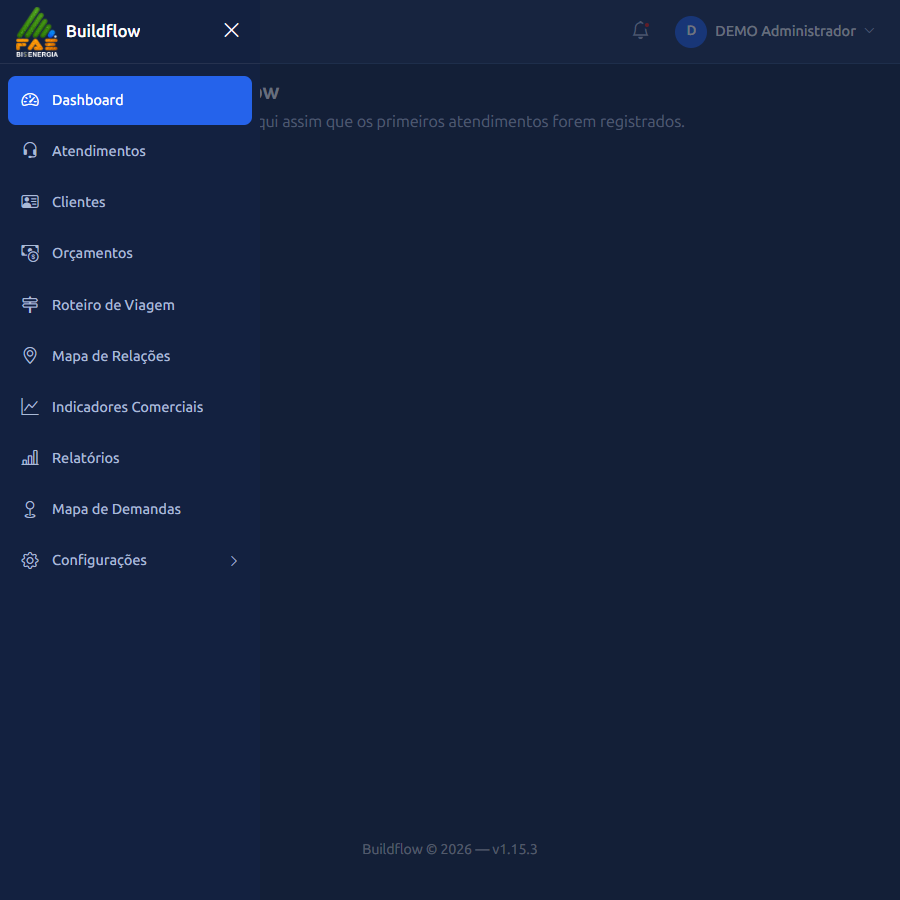 FAE
BIOENERGIA
Buildflow
D
DEMO Administrador
Dashboard
Atendimentos
Clientes
Orçamentos
Roteiro de Viagem
Mapa de Relações
Indicadores Comerciais
Relatórios
Mapa de Demandas
Configurações
ow
qui assim que os primeiros atendimentos forem registrados.
Buildflow © 2026 — v1.15.3